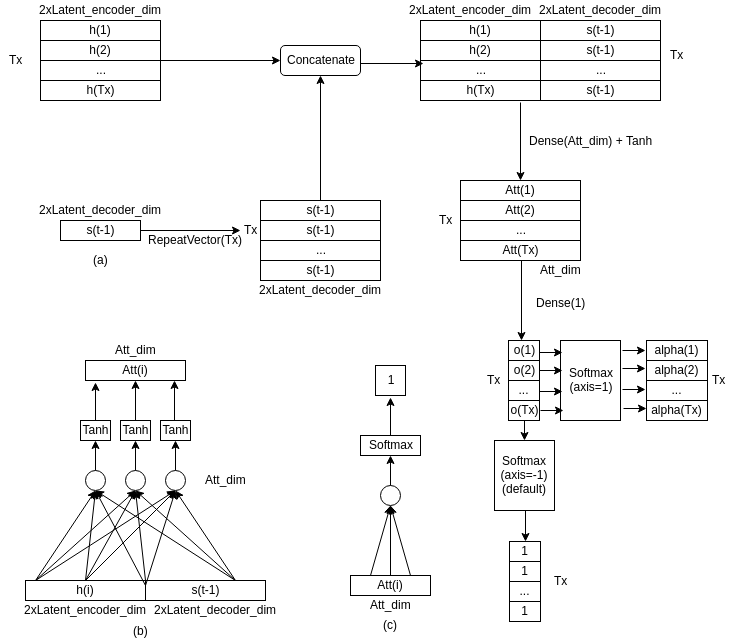 2xLatent_encoder_dim
Tx
h(1)
h(2)
...
h(Tx)
Concatenate
2xLatent_encoder_dim 2xLatent_decoder_dim
h(1) s(t-1)
h(2) s(t-1)
... ...
h(Tx) s(t-1)
Tx
Dense(Att_dim) + Tanh
2xLatent_decoder_dim
s(t-1)
RepeatVector(Tx)
(a)
Tx
s(t-1)
s(t-1)
...
s(t-1)
2xLatent_decoder_dim
Tx
Att(1)
Att(2)
...
Att(Tx)
Att_dim
Dense(1)
Tx
o(1)
o(2)
...
o(Tx)
Softmax
(axis=1)
alpha(1)
alpha(2)
...
alpha(Tx)
Tx
Softmax
(axis=-1)
(default)
1
1
...
1
Tx
Att_dim
Att(i)
Tanh Tanh Tanh
Att_dim
h(i) s(t-1)
2xLatent_encoder_dim 2xLatent_decoder_dim
(b)
1
Softmax
Att(i)
Att_dim
(c)